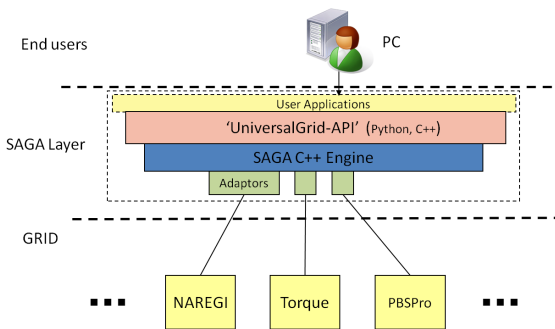 End users
PC
User Applications
'UniversalGrid-API' (Python, C++)
SAGA Layer
SAGA C++ Engine
Adaptors
GRID
NAREGI
Torque
PBSPro